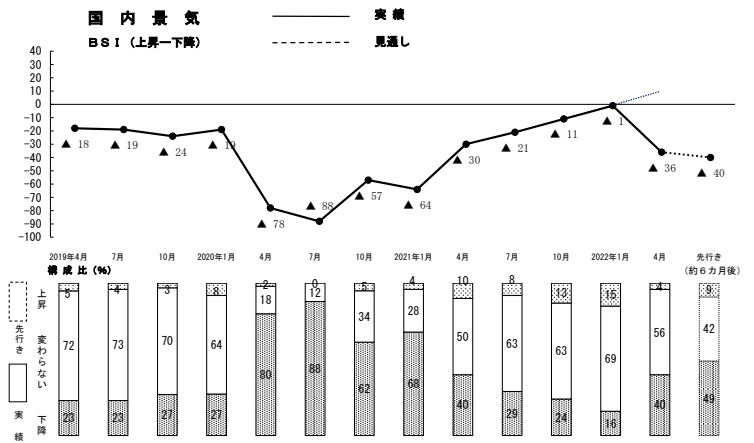 国 内 景 気
実 績
ＢＳＩ（上昇ー下降）
見通し
40
30
20
10
0
-10
-20
-30
-40
-50
-60
-70
-80
-90
-100
▲ 18
▲ 19
▲ 24
▲ 19
▲ 78
▲ 88
▲ 57
▲ 64
▲ 30
▲ 21
▲ 11
▲ 1
▲ 36
▲ 40
2019年4月 7月 10月 2020年1月 4月 7月 10月 2021年1月 4月 7月 10月 2022年1月 4月 先行き
(約６カ月後)
構 成 比（%）
上昇
5 4 3 8 2 0 5 4 10 8 13 15 4 9
変わらない
72 73 70 64 18 12 34 28 50 63 63 69 56 42
下降
23 23 27 27 80 88 62 68 40 29 24 16 40 49
先行き
実 績